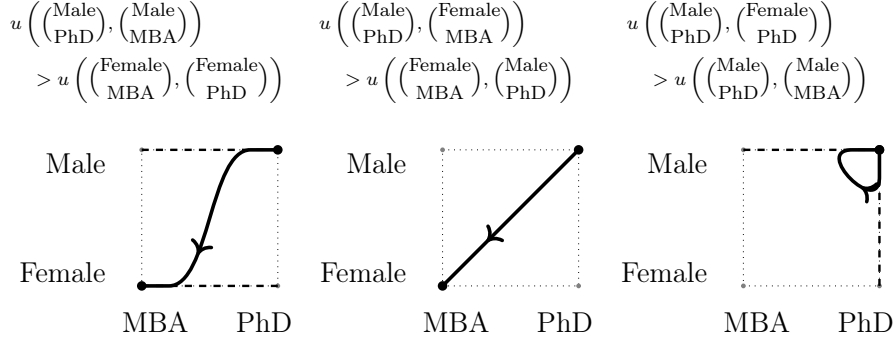 u ((Male PhD), (Male MBA))
> u ((Female MBA), (Female PhD))
Male
Female
MBA PhD
u ((Male PhD), (Female MBA))
> u ((Female MBA), (Male PhD))
Male
Female
MBA PhD
u ((Male PhD), (Female PhD))
> u ((Male PhD), (Male MBA))
Male
Female
MBA PhD